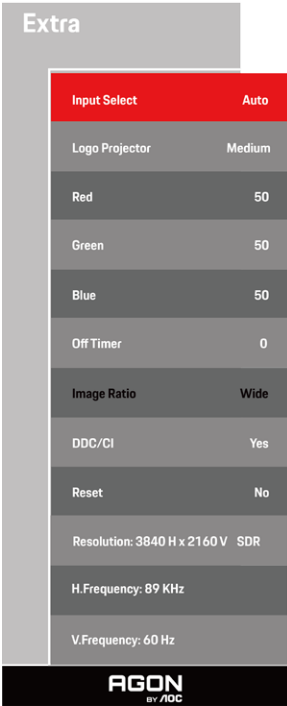 Extra
Input Select Auto
Logo Projector Medium
Red 50
Green 50
Blue 50
Off Timer 0
Image Ratio Wide
DDC/CI Yes
Reset No
Resolution: 3840 H x 2160 V SDR
H.Frequency: 89 KHz
V.Frequency: 60 Hz
AGON
BY AOC